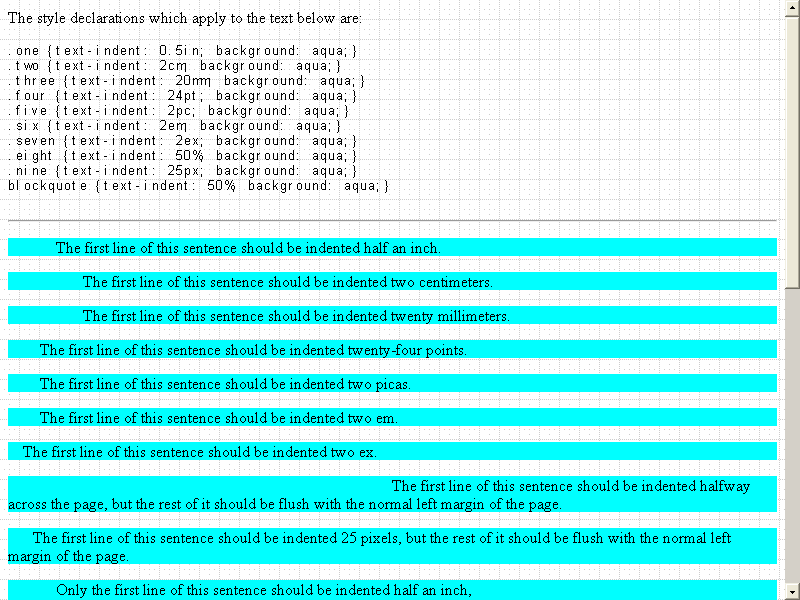 The style declarations which apply to the text below are:
.one {text-indent: 0.5in; background: aqua;}
.two {text-indent: 2cm; background: aqua;}
.three {text-indent: 20mm; background: aqua;}
.four {text-indent: 24pt; background: aqua;}
.five {text-indent: 2pc; background: aqua;}
.six {text-indent: 2em; background: aqua;}
.seven {text-indent: 2ex; background: aqua;}
.eight {text-indent: 50%; background: aqua;}
.nine {text-indent: 25px; background: aqua;}
blockquote {text-indent: 50%; background: aqua;}
The first line of this sentence should be indented half an inch.
The first line of this sentence should be indented two centimeters.
The first line of this sentence should be indented twenty millimeters.
The first line of this sentence should be indented twenty-four points.
The first line of this sentence should be indented two picas.
The first line of this sentence should be indented two em.
The first line of this sentence should be indented two ex.
The first line of this sentence should be indented halfway
across the page, but the rest of it should be flush with the normal left margin of the page.
The first line of this sentence should be indented 25 pixels, but the rest of it should be flush with the normal left
margin of the page.
Only the first line of this sentence should be indented half an inch,